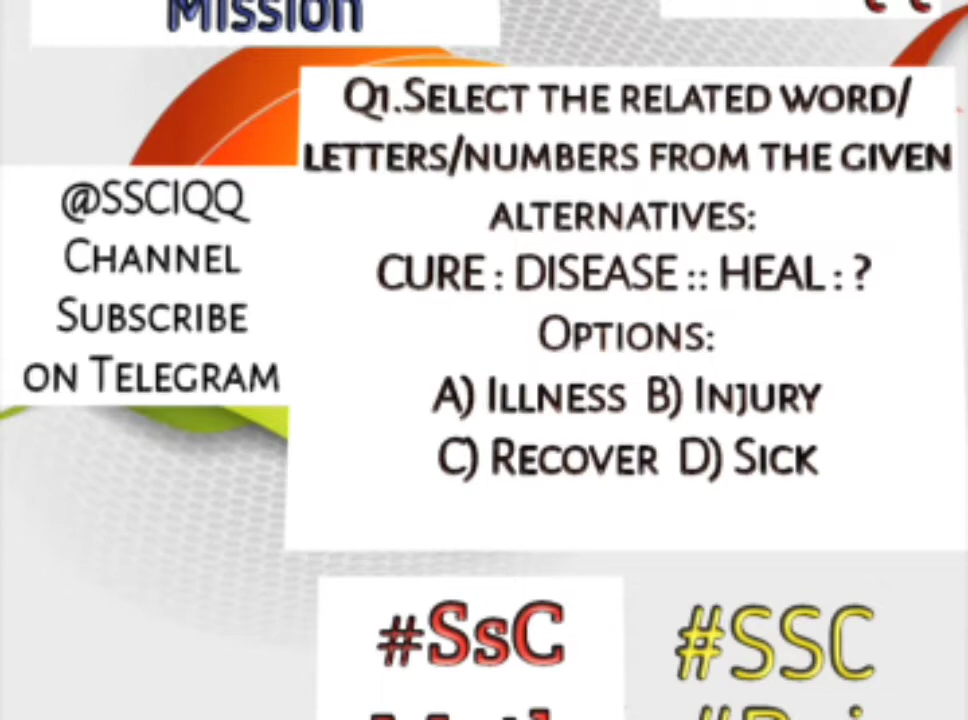 Mission
@SSCIQQ
Channel
Subscribe
on Telegram
Q1.Select the related word/
letters/numbers from the given
alternatives:
CURE : DISEASE :: HEAL : ?
Options:
A) Illness B) Injury
C) Recover D) Sick
#SsC
#SSC